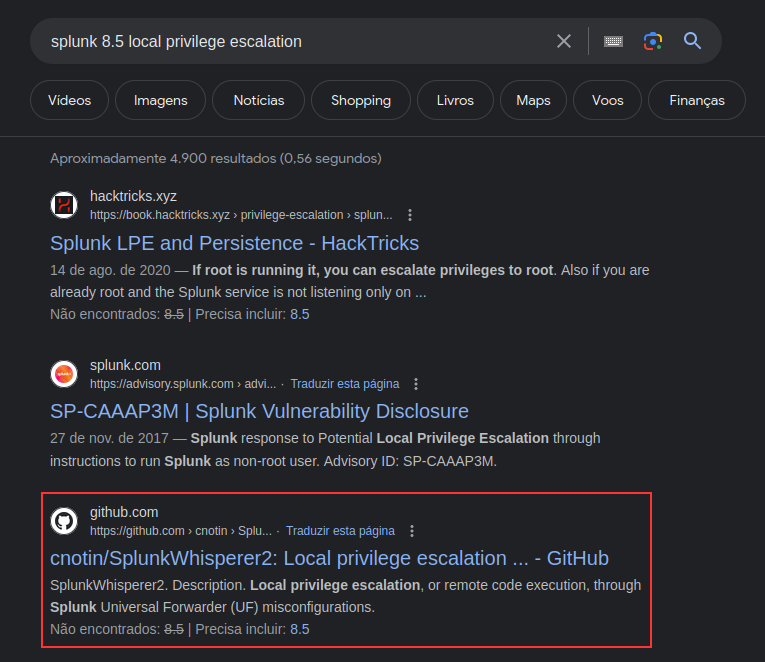 splunk 8.5 local privilege escalation
Vídeos
Imagens
Notícias
Shopping
Livros
Maps
Voos
Finanças
Aproximadamente 4.900 resultados (0,56 segundos)
hacktricks.xyz
https://book.hacktricks.xyz › privilege-escalation › splun...
Splunk LPE and Persistence - HackTricks
14 de ago. de 2020 — If root is running it, you can escalate privileges to root. Also if you are
already root and the Splunk service is not listening only on ...
Não encontrados: 8.5 | Precisa incluir: 8.5
splunk.com
https://advisory.splunk.com › advi... · Traduzir esta página
SP-CAAAP3M | Splunk Vulnerability Disclosure
27 de nov. de 2017 — Splunk response to Potential Local Privilege Escalation through
instructions to run Splunk as non-root user. Advisory ID: SP-CAAAP3M.
github.com
https://github.com › cnotin › Splu... · Traduzir esta página
cnotin/SplunkWhisperer2: Local privilege escalation ... - GitHub
SplunkWhisperer2. Description. Local privilege escalation, or remote code execution, through
Splunk Universal Forwarder (UF) misconfigurations.
Não encontrados: 8.5 | Precisa incluir: 8.5